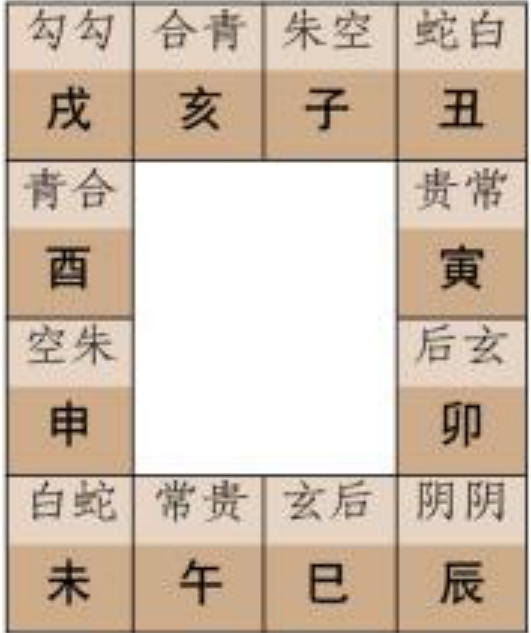 勾勾 合青 朱空 蛇白
戌 亥 子 丑
青合 贵常
酉 寅
空朱 后玄
申 卯
白蛇 常贵 玄后 阴阴
未 午 巳 辰